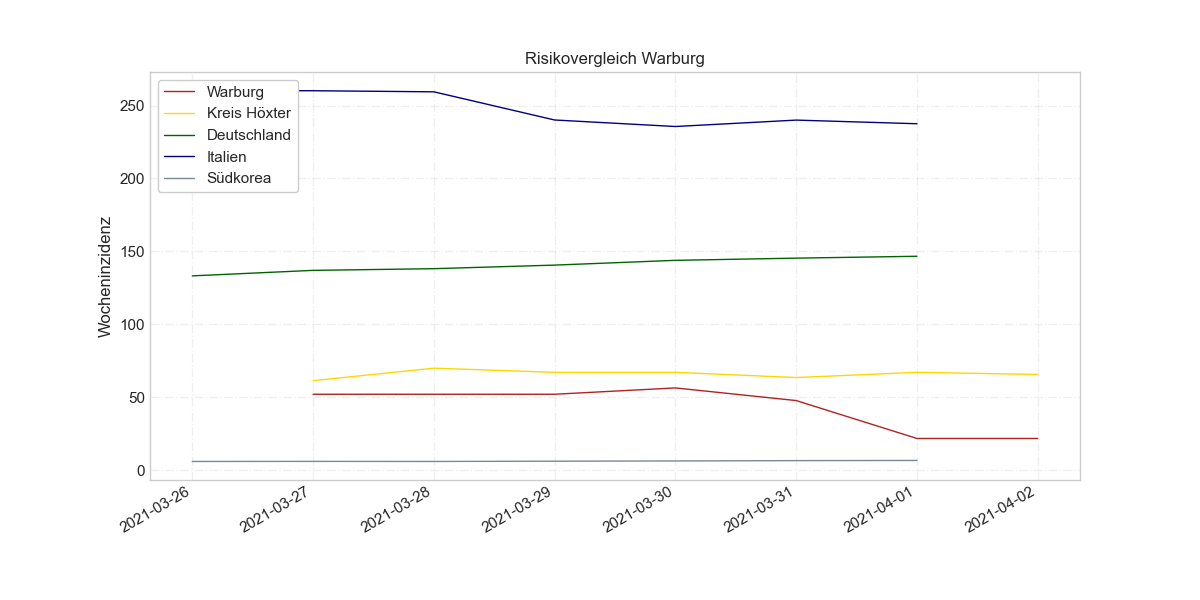 Risikovergleich Warburg
Warburg
Kreis Höxter
Deutschland
Italien
Südkorea
Wocheninzidenz
250
200
150
100
50
0
2021-03-26
2021-03-27
2021-03-28
2021-03-29
2021-03-30
2021-03-31
2021-04-01
2021-04-02